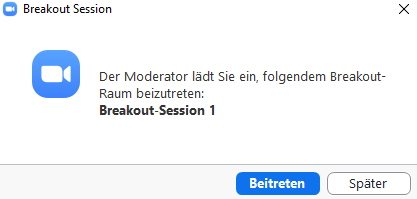 Breakout Session
Der Moderator lädt Sie ein, folgendem Breakout-
Raum beizutreten:
Breakout-Session 1
Beitreten
Später